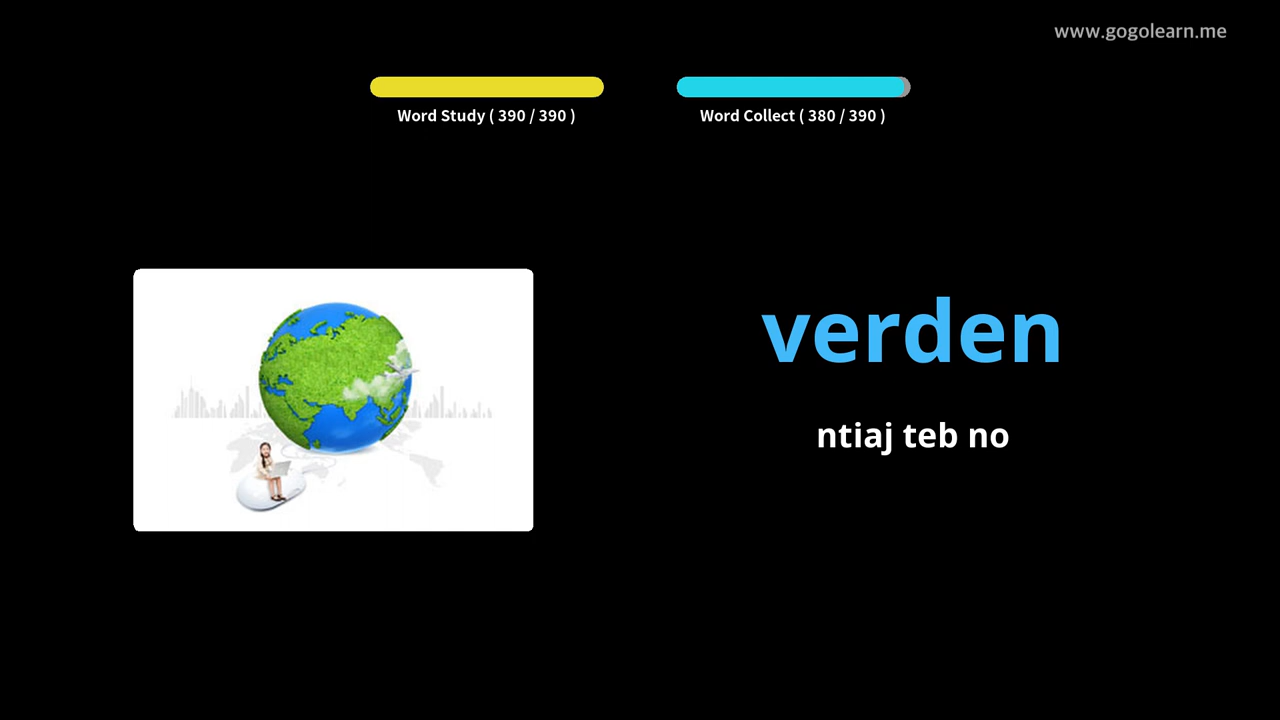 www.gogolearn.me
Word Study ( 390 / 390 )
Word Collect ( 380 / 390 )
verden
ntiaj teb no